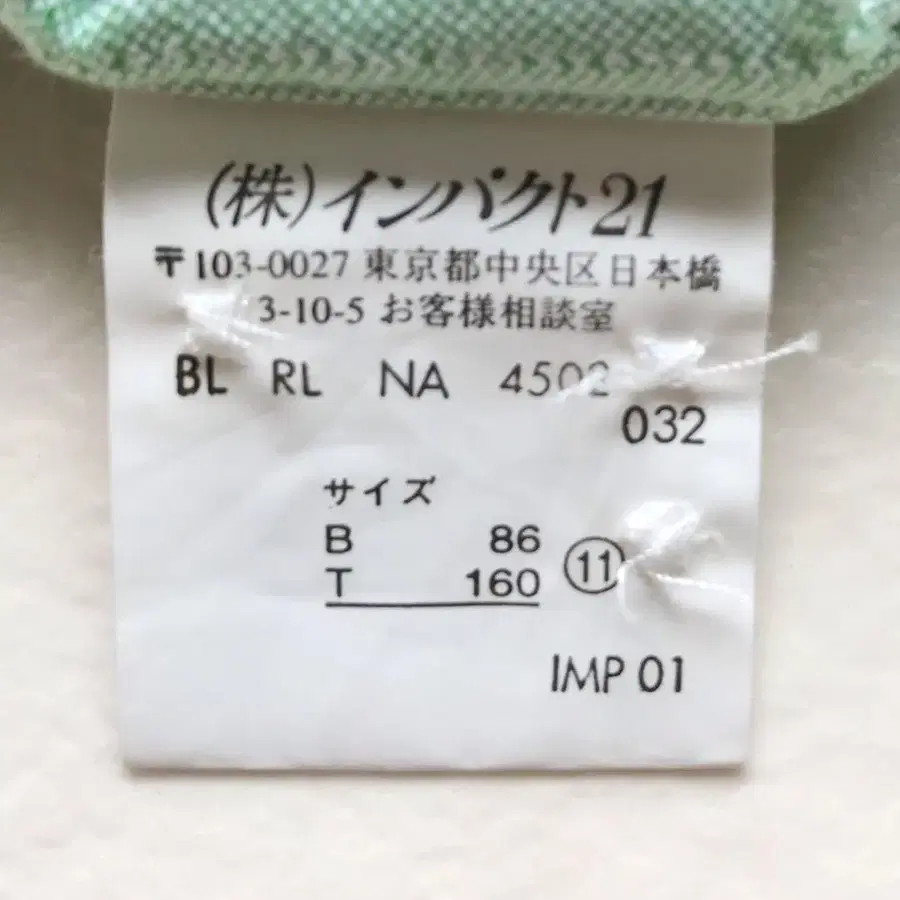 (株)インパクト21
〒103-0027 東京都中央区日本橋
3-10-5 お客様相談室
BL RL NA 4502
032
サイズ
B 86
T 160 ⑪
IMP 01